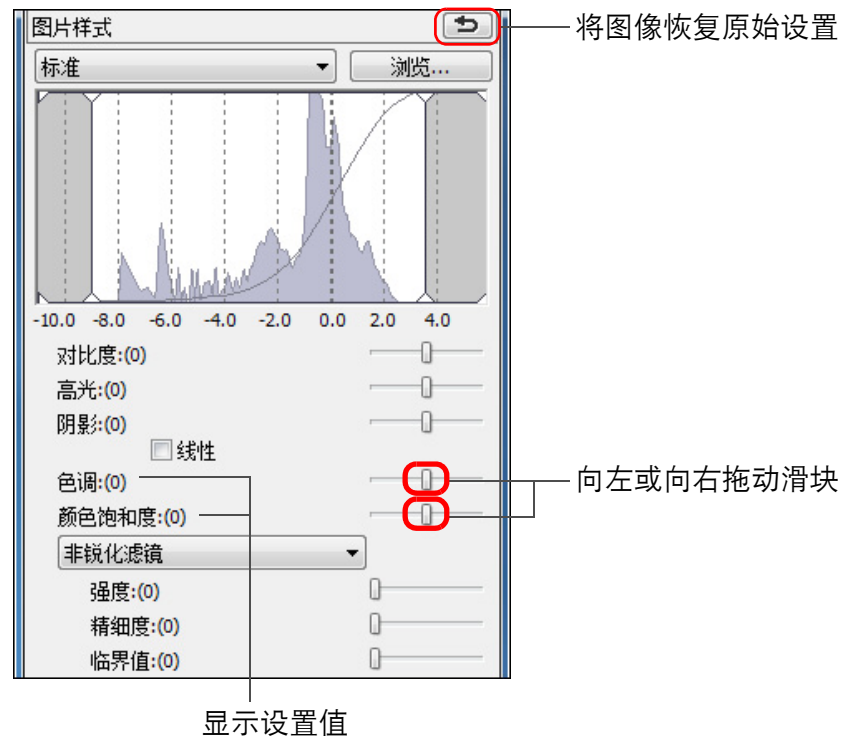 图片样式
将图像恢复原始设置
标准
浏览...
-10.0 -8.0 -6.0 -4.0 -2.0 0.0 2.0 4.0
对比度:(0)
高光:(0)
阴影:(0)
线性
色调:(0)
向左或向右拖动滑块
颜色饱和度:(0)
非锐化滤镜
强度:(0)
精细度:(0)
临界值:(0)
显示设置值